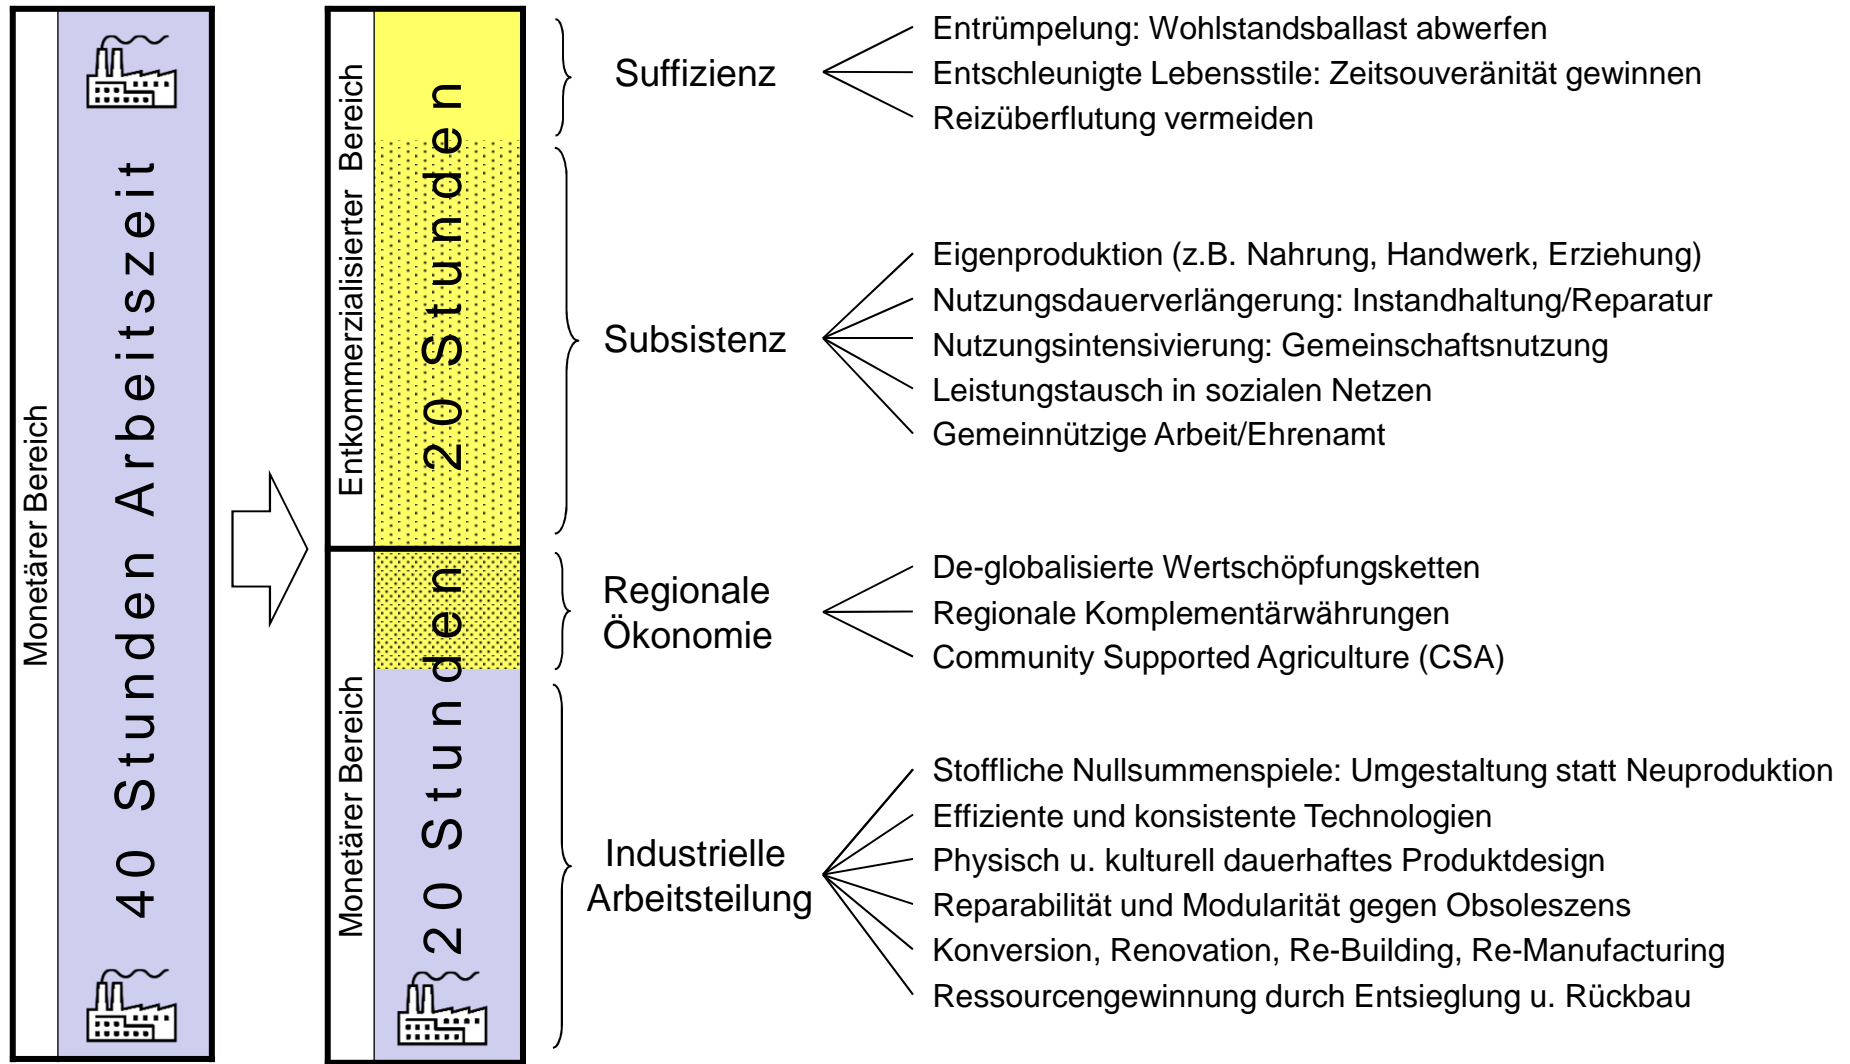 Monetärer Bereich
40 Stunden Arbeitszeit
Entkommerzialisierter Bereich
20 Stunden
Monetärer Bereich
20 Stunden
Suffizienz
Entrümpelung: Wohlstandsballast abwerfen
Entschleunigte Lebensstile: Zeitsouveränität gewinnen
Reizüberflutung vermeiden
Subsistenz
Eigenproduktion (z.B. Nahrung, Handwerk, Erziehung)
Nutzungsdauerverlängerung: Instandhaltung/Reparatur
Nutzungsintensivierung: Gemeinschaftsnutzung
Leistungstausch in sozialen Netzen
Gemeinnützige Arbeit/Ehrenamt
Regionale
Ökonomie
De-globalisierte Wertschöpfungsketten
Regionale Komplementärwährungen
Community Supported Agriculture (CSA)
Industrielle
Arbeitsteilung
Stoffliche Nullsummenspiele: Umgestaltung statt Neuproduktion
Effiziente und konsistente Technologien
Physisch u. kulturell dauerhaftes Produktdesign
Reparabilität und Modularität gegen Obsoleszens
Konversion, Renovation, Re-Building, Re-Manufacturing
Ressourcengewinnung durch Entsieglung u. Rückbau